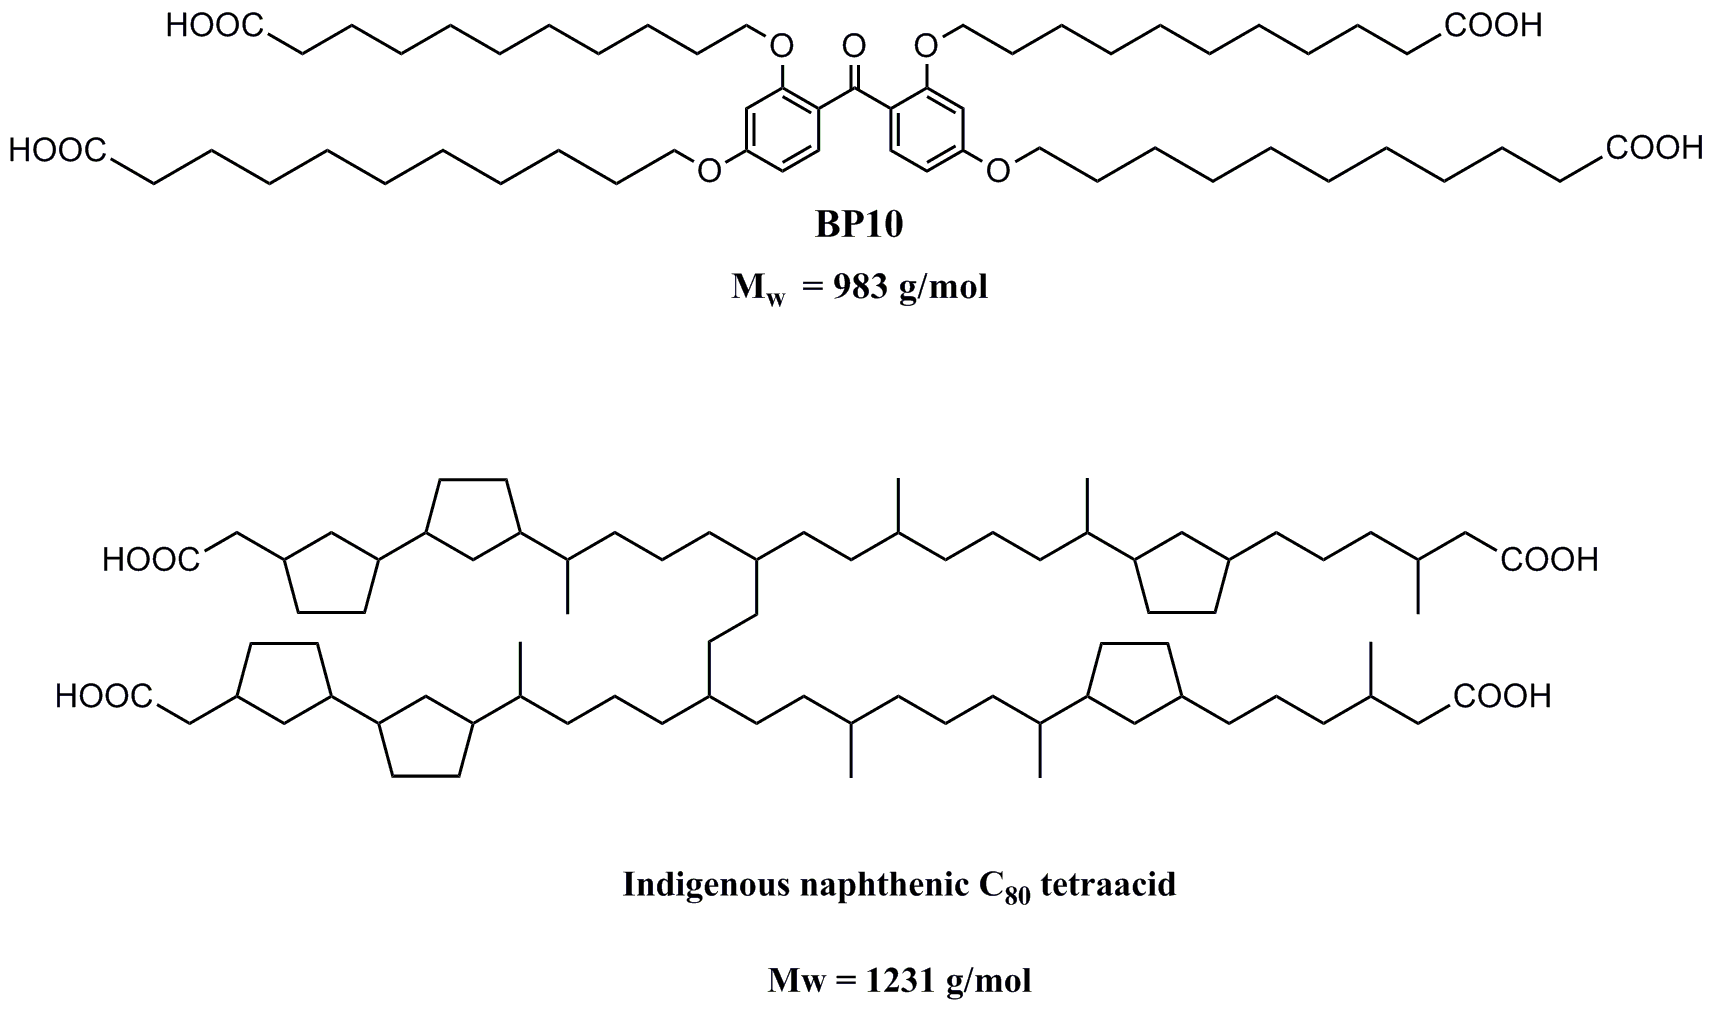 HOOC O O O COOH
HOOC O O COOH
BP10
Mw = 983 g/mol
HOOC COOH
HOOC COOH
Indigenous naphthenic C80 tetraacid
Mw = 1231 g/mol